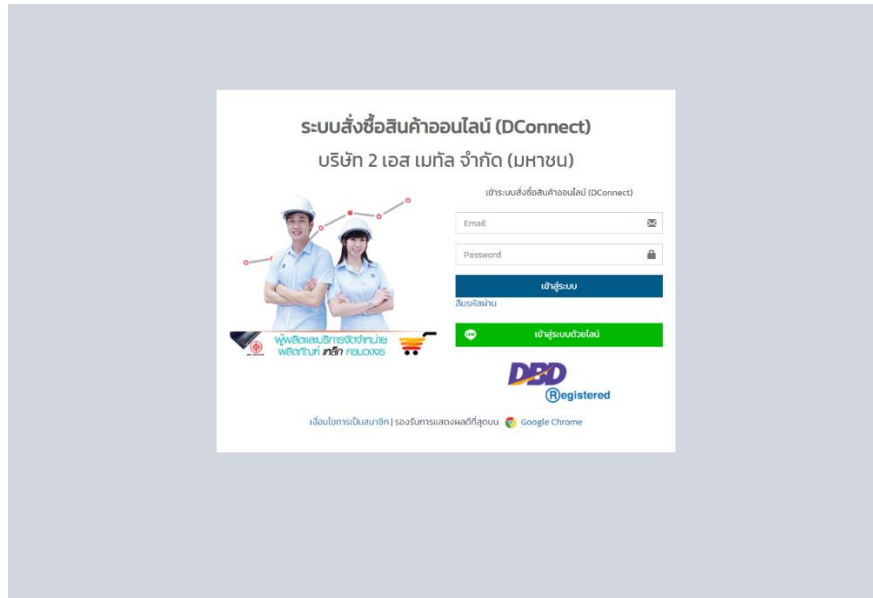 ระบบสั่งซื้อสินค้าออนไลน์ (DConnect)
บริษัท 2 เอส เมทัล จำกัด (มหาชน)
เข้าระบบสั่งซื้อสินค้าออนไลน์ (DConnect)
Email
Password
เข้าสู่ระบบ
ลืมรหัสผ่าน
เข้าสู่ระบบด้วยไลน์
ผู้ผลิตและบริการจัดจำหน่าย
ผลิตภัณฑ์ เหล็ก ครบวงจร
DBD
Registered
เงื่อนไขการเป็นสมาชิก | รองรับการแสดงผลดีที่สุดบน Google Chrome